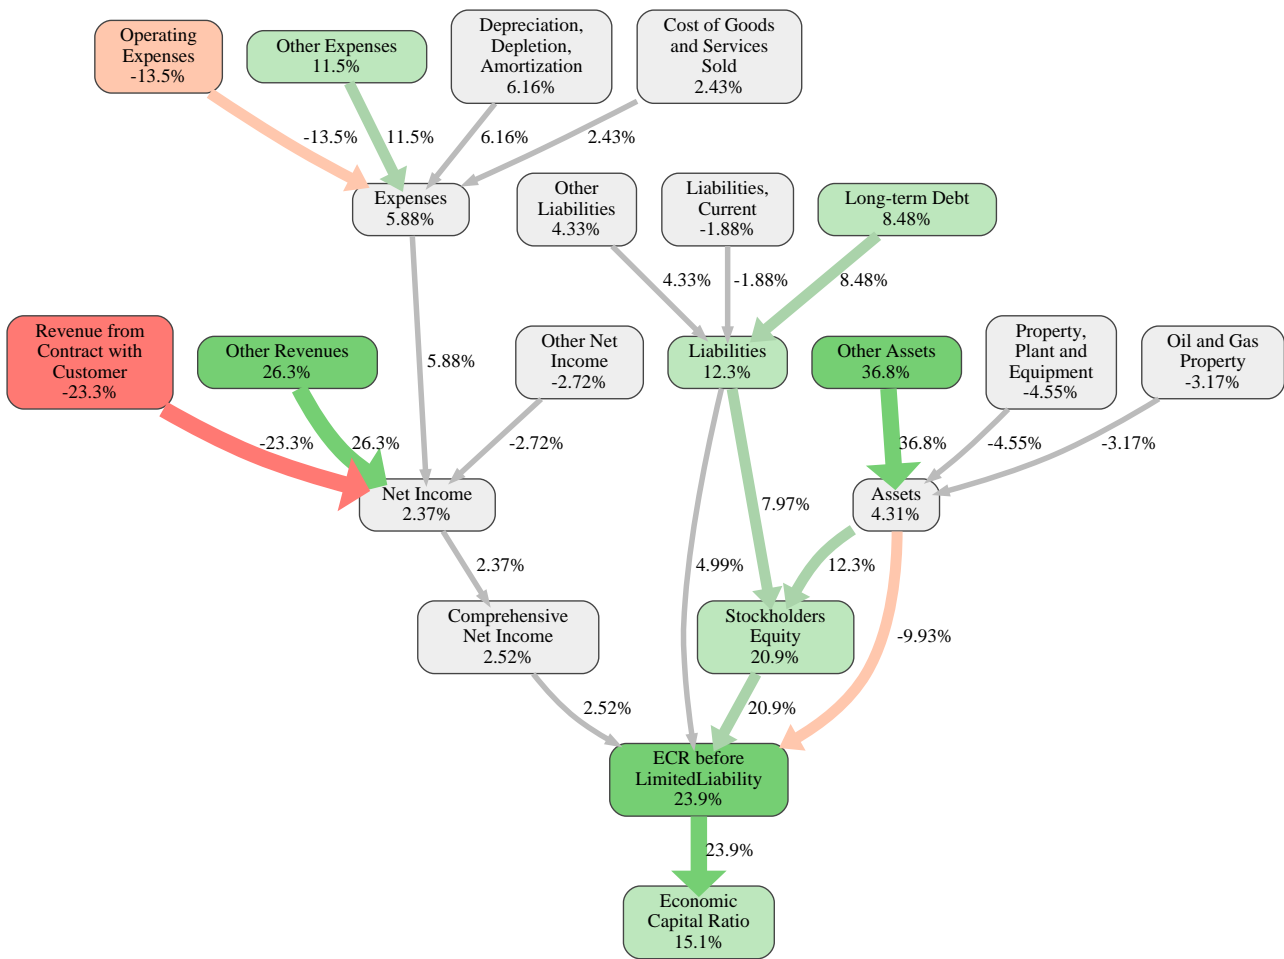 Operating
Expenses
-13.5%
Other Expenses
11.5%
Depreciation,
Depletion,
Amortization
6.16%
Cost of Goods
and Services
Sold
2.43%
-13.5%
11.5%
6.16%
2.43%
Expenses
5.88%
Other
Liabilities
4.33%
Liabilities,
Current
-1.88%
Long-term Debt
8.48%
4.33%
-1.88%
8.48%
Revenue from
Contract with
Customer
-23.3%
Other Revenues
26.3%
5.88%
Other Net
Income
-2.72%
Liabilities
12.3%
Other Assets
36.8%
Property,
Plant and
Equipment
-4.55%
Oil and Gas
Property
-3.17%
-23.3%
26.3%
-2.72%
36.8%
-4.55%
-3.17%
Net Income
2.37%
7.97%
Assets
4.31%
2.37%
4.99%
12.3%
Comprehensive
Net Income
2.52%
Stockholders
Equity
20.9%
-9.93%
2.52%
20.9%
ECR before
LimitedLiability
23.9%
23.9%
Economic
Capital Ratio
15.1%